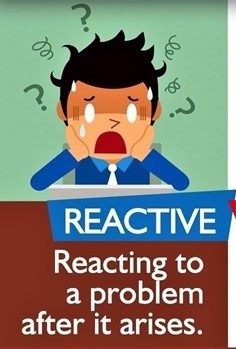 REACTIVE
Reacting to
a problem
after it arises.